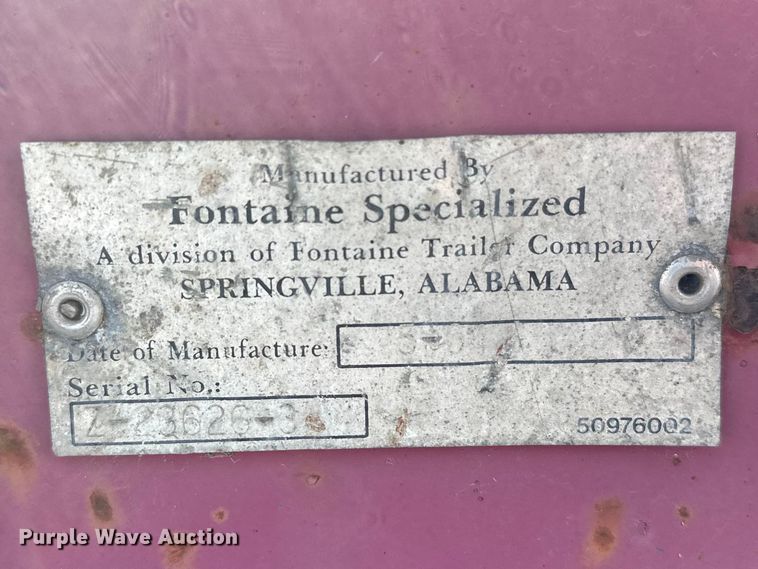 Manufactured By
Fontaine Specialized
A division of Fontaine Trailer Company
SPRINGVILLE, ALABAMA
Date of Manufacture:
Serial No.:
50976002
Purple Wave Auction